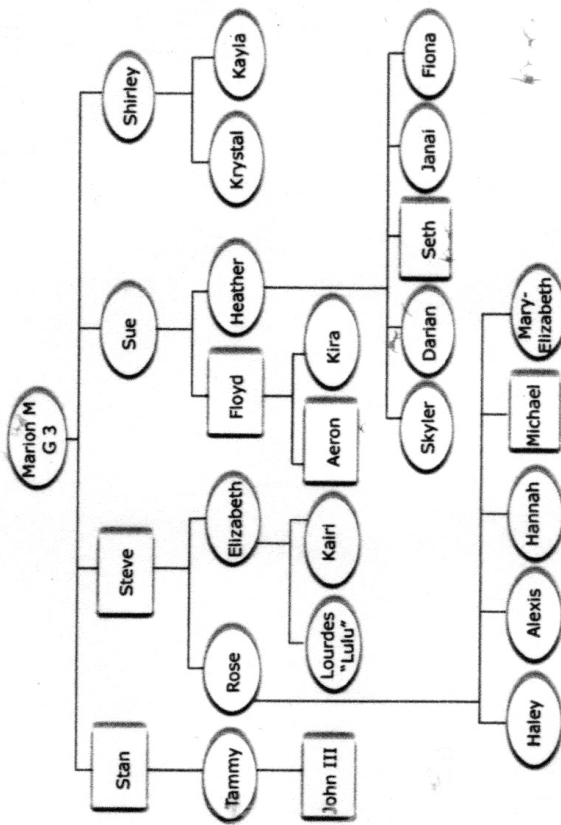 Marion M
G 3
Stan
Steve
Sue
Shirley
Tammy
Rose
Elizabeth
Floyd
Heather
Krystal
Kayla
John III
Lourdes
"Lulu"
Kairi
Aeron
Kira
Skyler
Darian
Seth
Janai
Fiona
Haley
Alexis
Hannah
Michael
Mary-
Elizabeth